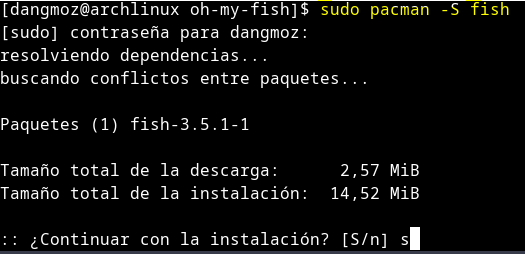 [dangmoz@archlinux oh-my-fish]$ sudo pacman -S fish
[sudo] contraseña para dangmoz:
resolviendo dependencias...
buscando conflictos entre paquetes...
Paquetes (1) fish-3.5.1-1
Tamaño total de la descarga: 2,57 MiB
Tamaño total de la instalación: 14,52 MiB
:: ¿Continuar con la instalación? [S/n] s